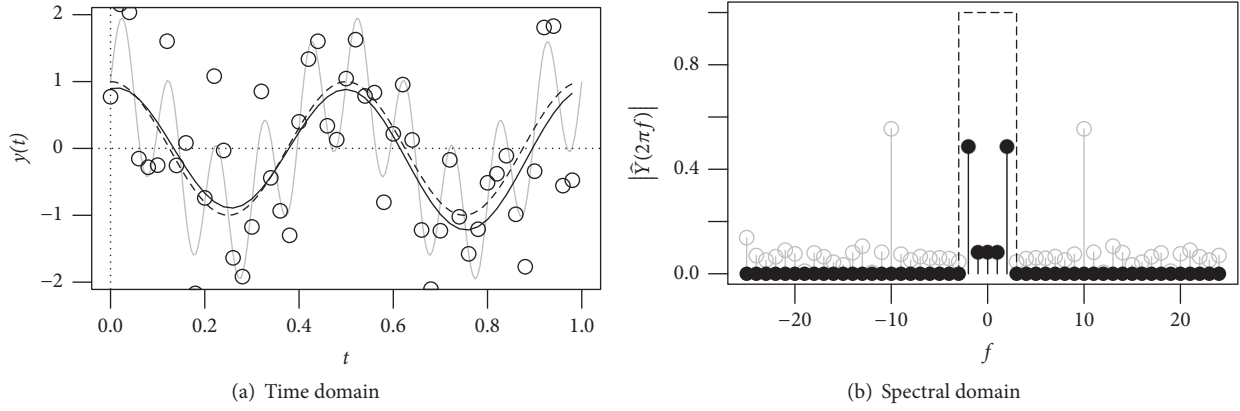 2
1
0
−1
−2
y(t)
0.0 0.2 0.4 0.6 0.8 1.0
t
(a) Time domain
0.8
0.4
0.0
|Ŷ(2πf)|
−20 −10 0 10 20
f
(b) Spectral domain